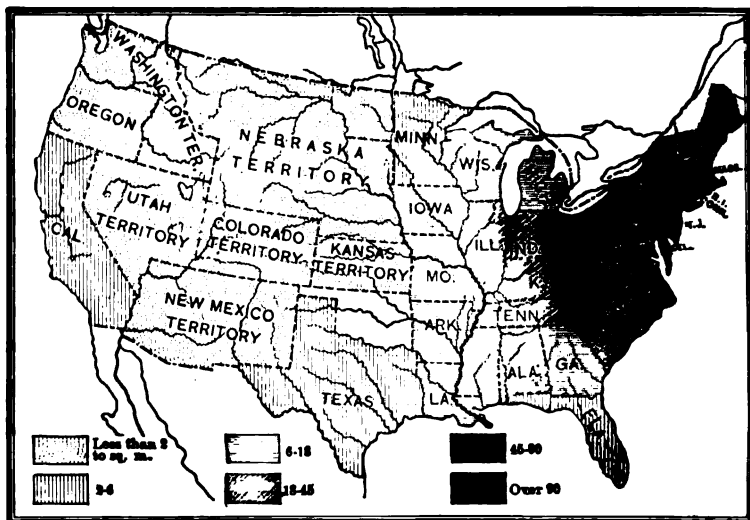 WASHINGTON TER.
OREGON
NEBRASKA
TERRITORY
MINN
WIS.
IOWA
UTAH
TERRITORY
CAL
COLORADO
TERRITORY
KANSAS
TERRITORY
ILL
IND
MO.
K
NEW MEXICO
TERRITORY
ARK.
TENN
TEXAS
LA.
ALA.
GA.
Less than 2
to sq. m.
2-6
6-18
18-45
45-90
Over 90